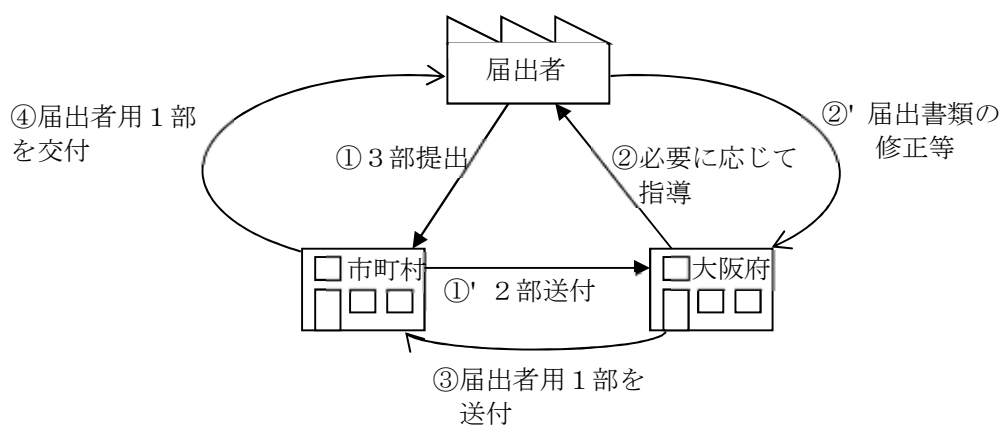 届出者
④届出者用１部
を交付
②' 届出書類の
修正等
①３部提出
②必要に応じて
指導
市町村
大阪府
①' ２部送付
③届出者用１部を
送付